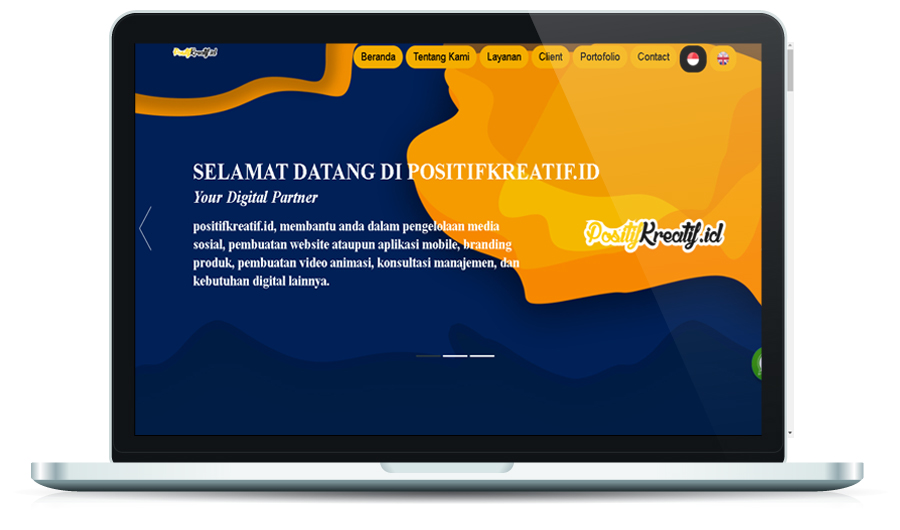 PositifKreatif.id
Beranda Tentang Kami Layanan Client Portofolio Contact
SELAMAT DATANG DI POSITIFKREATIF.ID
Your Digital Partner
positifkreatif.id, membantu anda dalam pengelolaan media
sosial, pembuatan website ataupun aplikasi mobile, branding
produk, pembuatan video animasi, konsultasi manajemen, dan
kebutuhan digital lainnya.
PositifKreatif.id